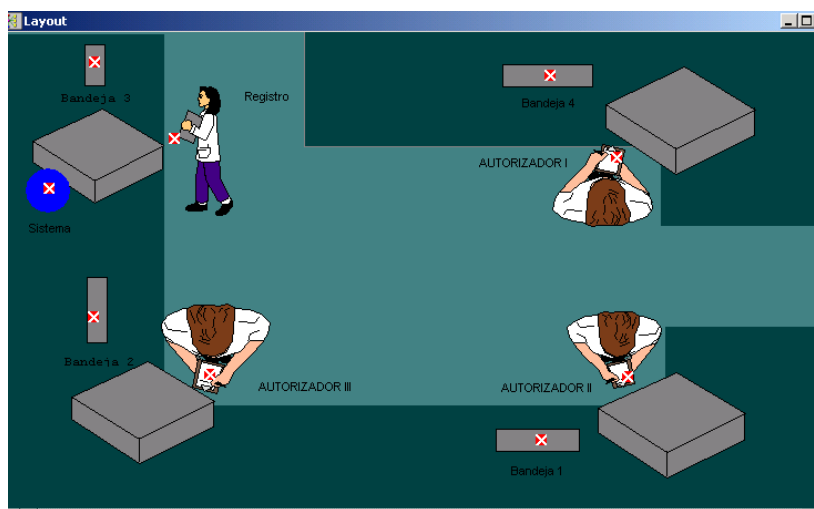 Layout
Bandeja 3
Registro
Bandeja 4
AUTORIZADOR I
Sistema
Bandeja 2
AUTORIZADOR III
AUTORIZADOR II
Bandeja 1